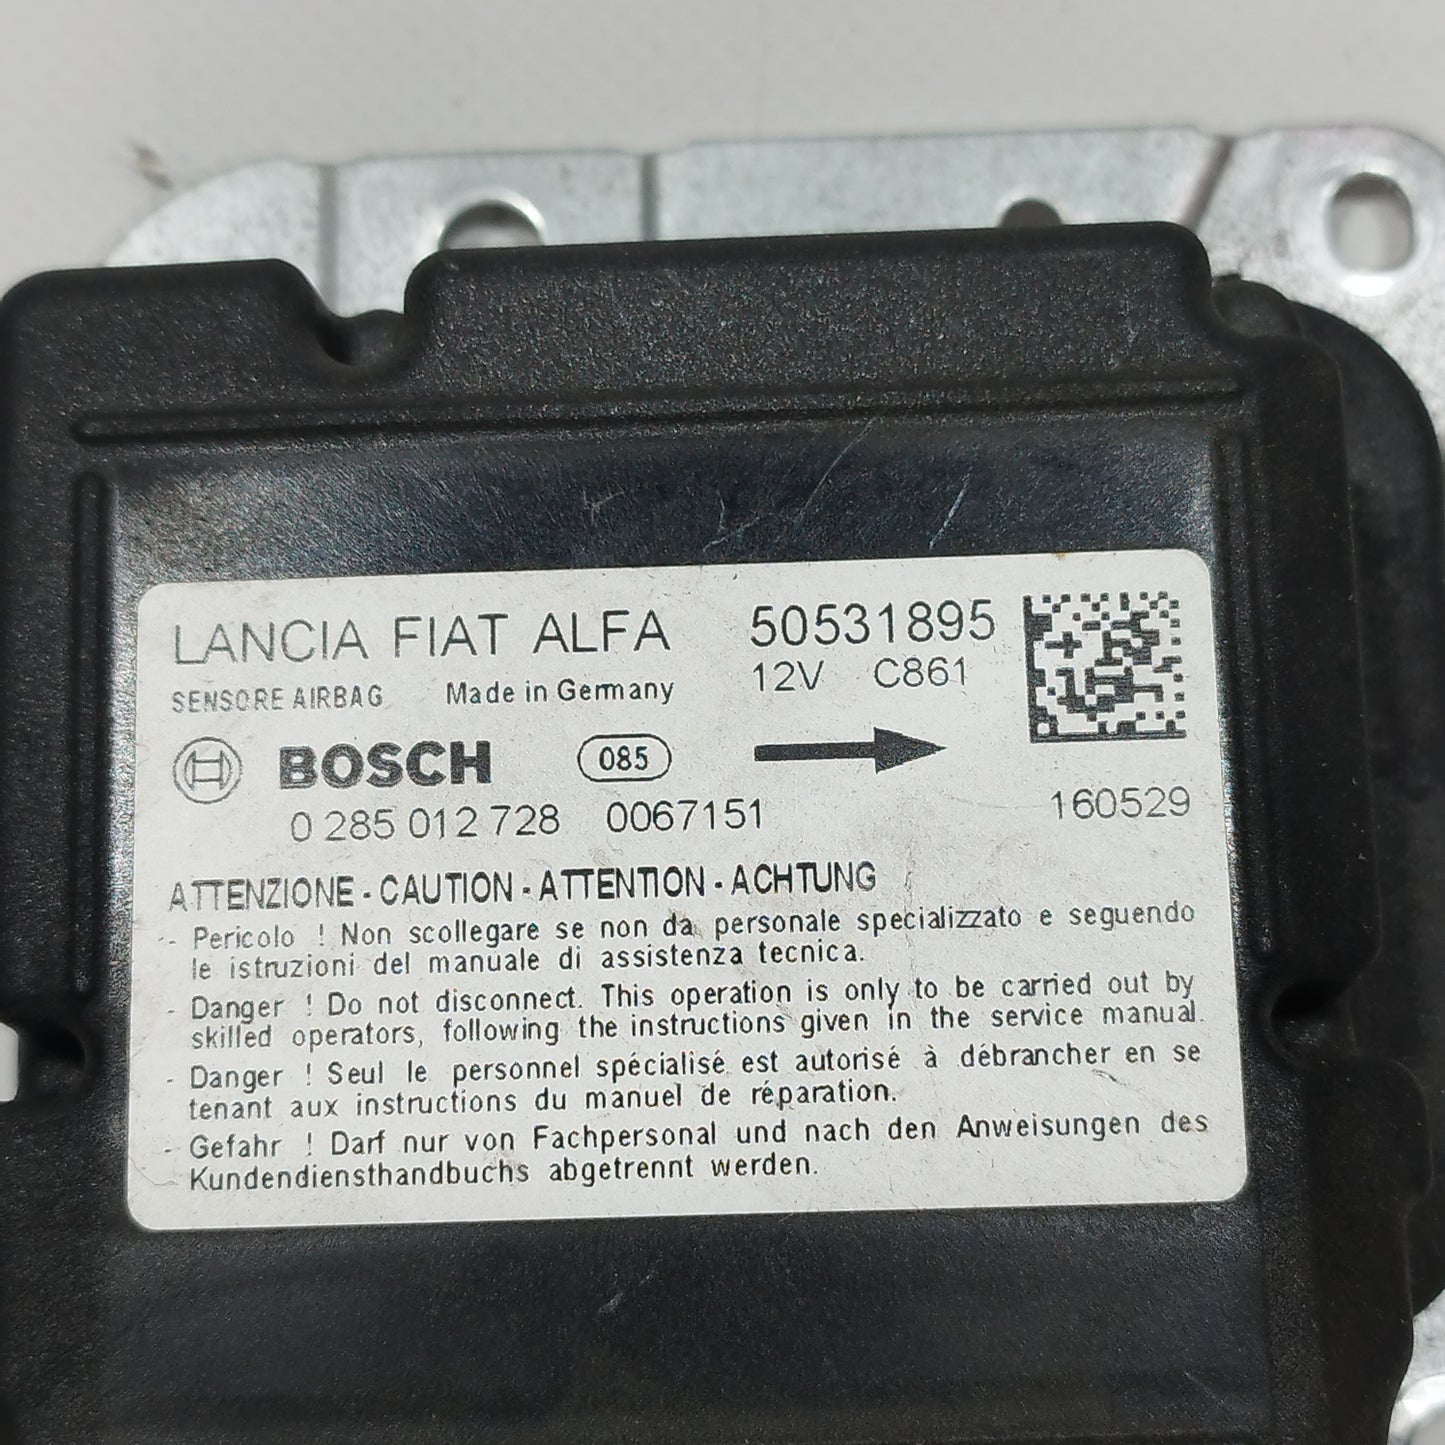 LANCIA FIAT ALFA 50531895
SENSORE AIRBAG Made in Germany 12V C861
BOSCH 085
0 285 012 728 0067151 160529
ATTENZIONE - CAUTION - ATTENTION - ACHTUNG
- Pericolo ! Non scollegare se non da personale specializzato e seguendo
le istruzioni del manuale di assistenza tecnica.
- Danger ! Do not disconnect. This operation is only to be carried out by
skilled operators, following the instructions given in the service manual.
- Danger ! Seul le personnel spécialisé est autorisé à débrancher en se
tenant aux instructions du manuel de réparation.
- Gefahr ! Darf nur von Fachpersonal und nach den Anweisungen des
Kundendiensthandbuchs abgetrennt werden.